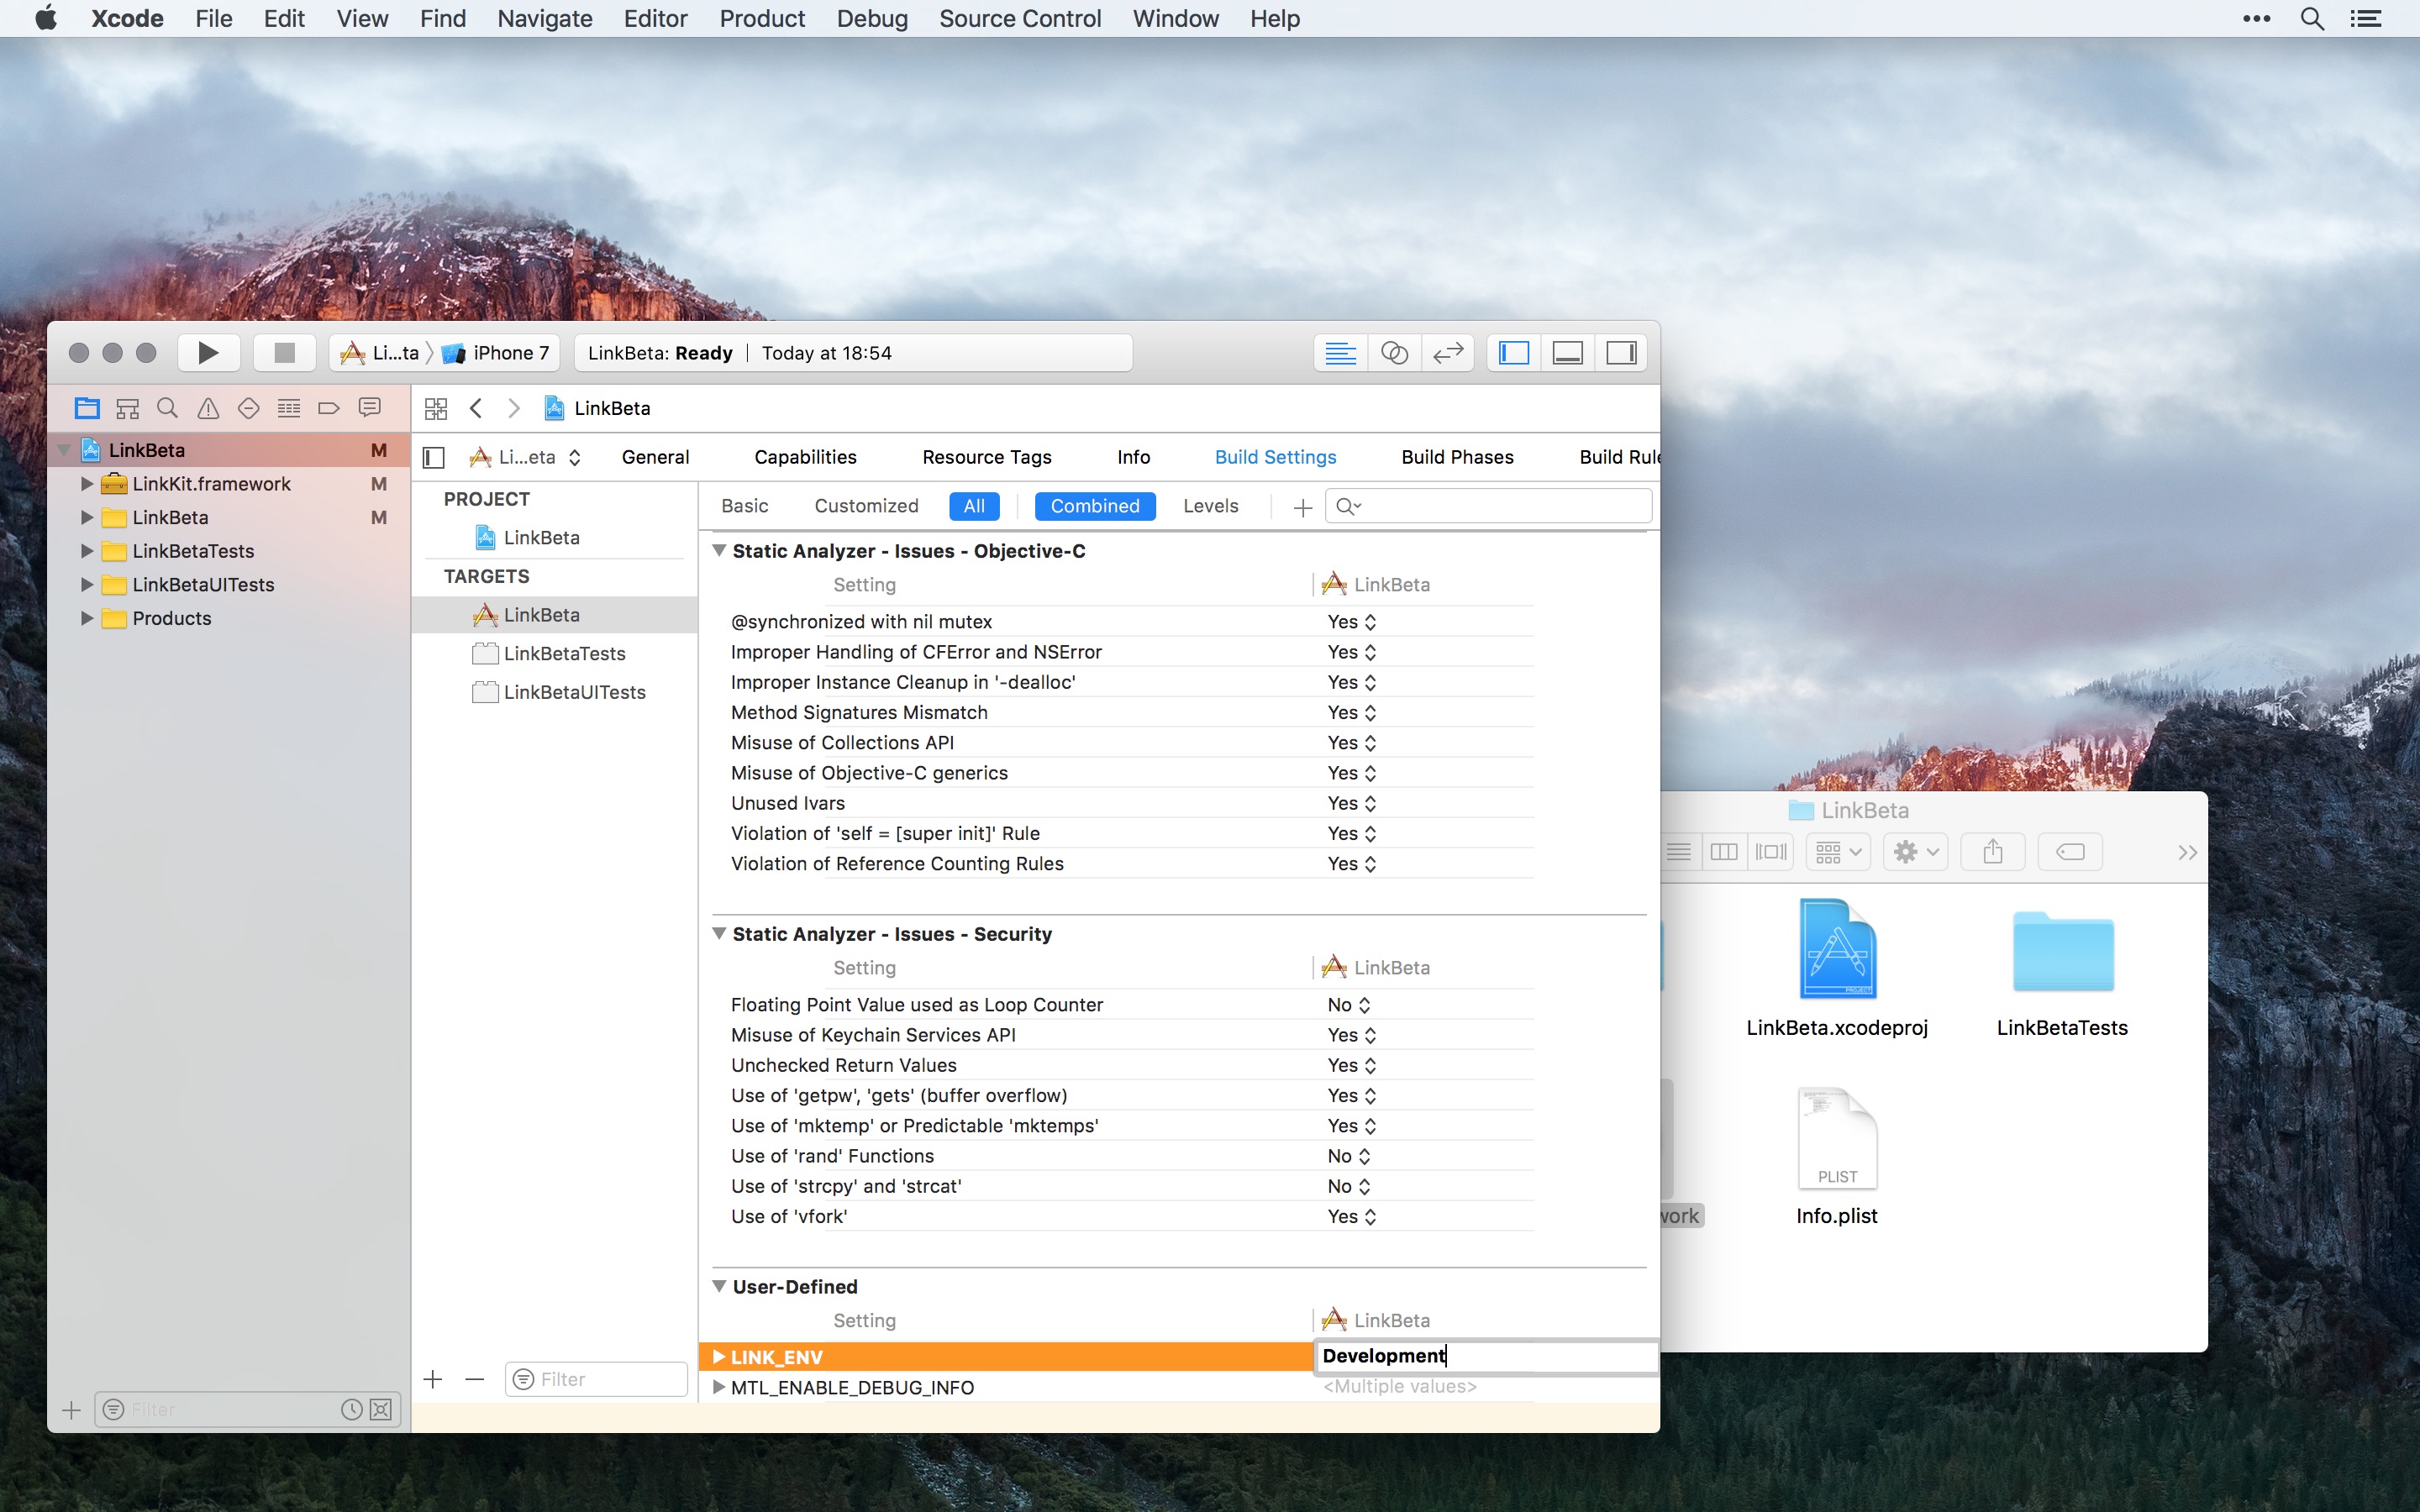 Xcode File Edit View Find Navigate Editor Product Debug Source Control Window Help
Li...ta iPhone 7 LinkBeta: Ready | Today at 18:54
LinkBeta
LinkBeta M
LinkKit.framework M
LinkBeta M
LinkBetaTests
LinkBetaUITests
Products
Filter
Li...eta General Capabilities Resource Tags Info Build Settings Build Phases Build Rule
PROJECT
LinkBeta
TARGETS
LinkBeta
LinkBetaTests
LinkBetaUITests
Filter
Basic Customized All Combined Levels
Static Analyzer - Issues - Objective-C
Setting LinkBeta
@synchronized with nil mutex Yes
Improper Handling of CFError and NSError Yes
Improper Instance Cleanup in '-dealloc' Yes
Method Signatures Mismatch Yes
Misuse of Collections API Yes
Misuse of Objective-C generics Yes
Unused Ivars Yes
Violation of 'self = [super init]' Rule Yes
Violation of Reference Counting Rules Yes
Static Analyzer - Issues - Security
Setting LinkBeta
Floating Point Value used as Loop Counter No
Misuse of Keychain Services API Yes
Unchecked Return Values Yes
Use of 'getpw', 'gets' (buffer overflow) Yes
Use of 'mktemp' or Predictable 'mktemps' Yes
Use of 'rand' Functions No
Use of 'strcpy' and 'strcat' No
Use of 'vfork' Yes
User-Defined
Setting LinkBeta
LINK_ENV Development
MTL_ENABLE_DEBUG_INFO <Multiple values>
LinkBeta
PROJECT
LinkBeta.xcodeproj LinkBetaTests
PLIST
work Info.plist